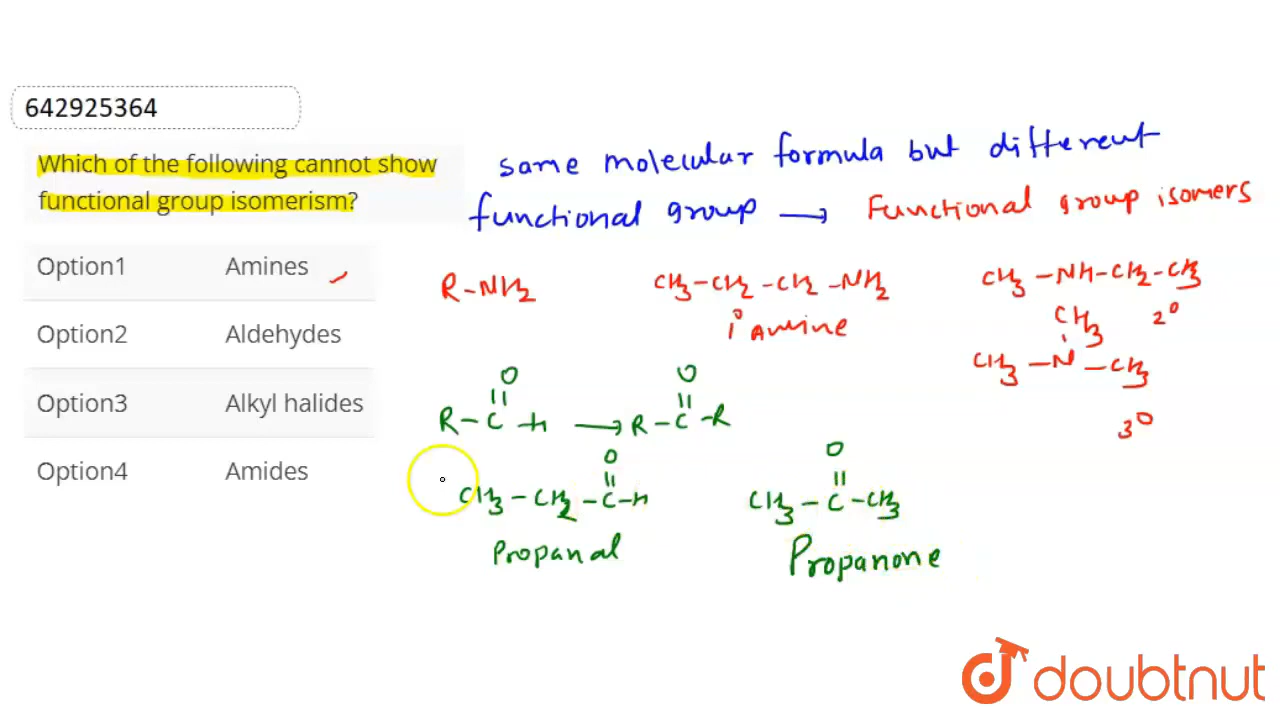 642925364
Which of the following cannot show
functional group isomerism?
Option1 Amines
Option2 Aldehydes
Option3 Alkyl halides
Option4 Amides
same molecular formula but different
functional group → Functional group isomers
R-NH2 CH3-CH2-CH2-NH2 CH3-NH-CH2-CH3
1° Amine 2°
CH3
CH3-N-CH3
3°
O O
R-C-H → R-C-R
O O
CH3-CH2-C-H CH3-C-CH3
Propanal Propanone
doubtnut